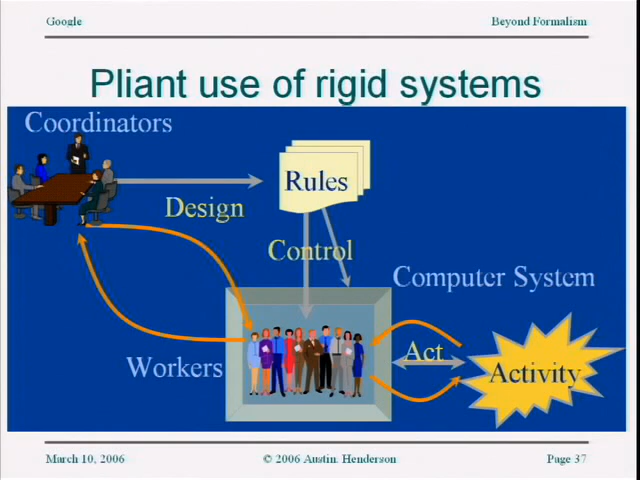 Google
Beyond Formalism
Pliant use of rigid systems
Coordinators
Rules
Design
Control
Computer System
Workers
Act
Activity
March 10, 2006
© 2006 Austin. Henderson
Page 37